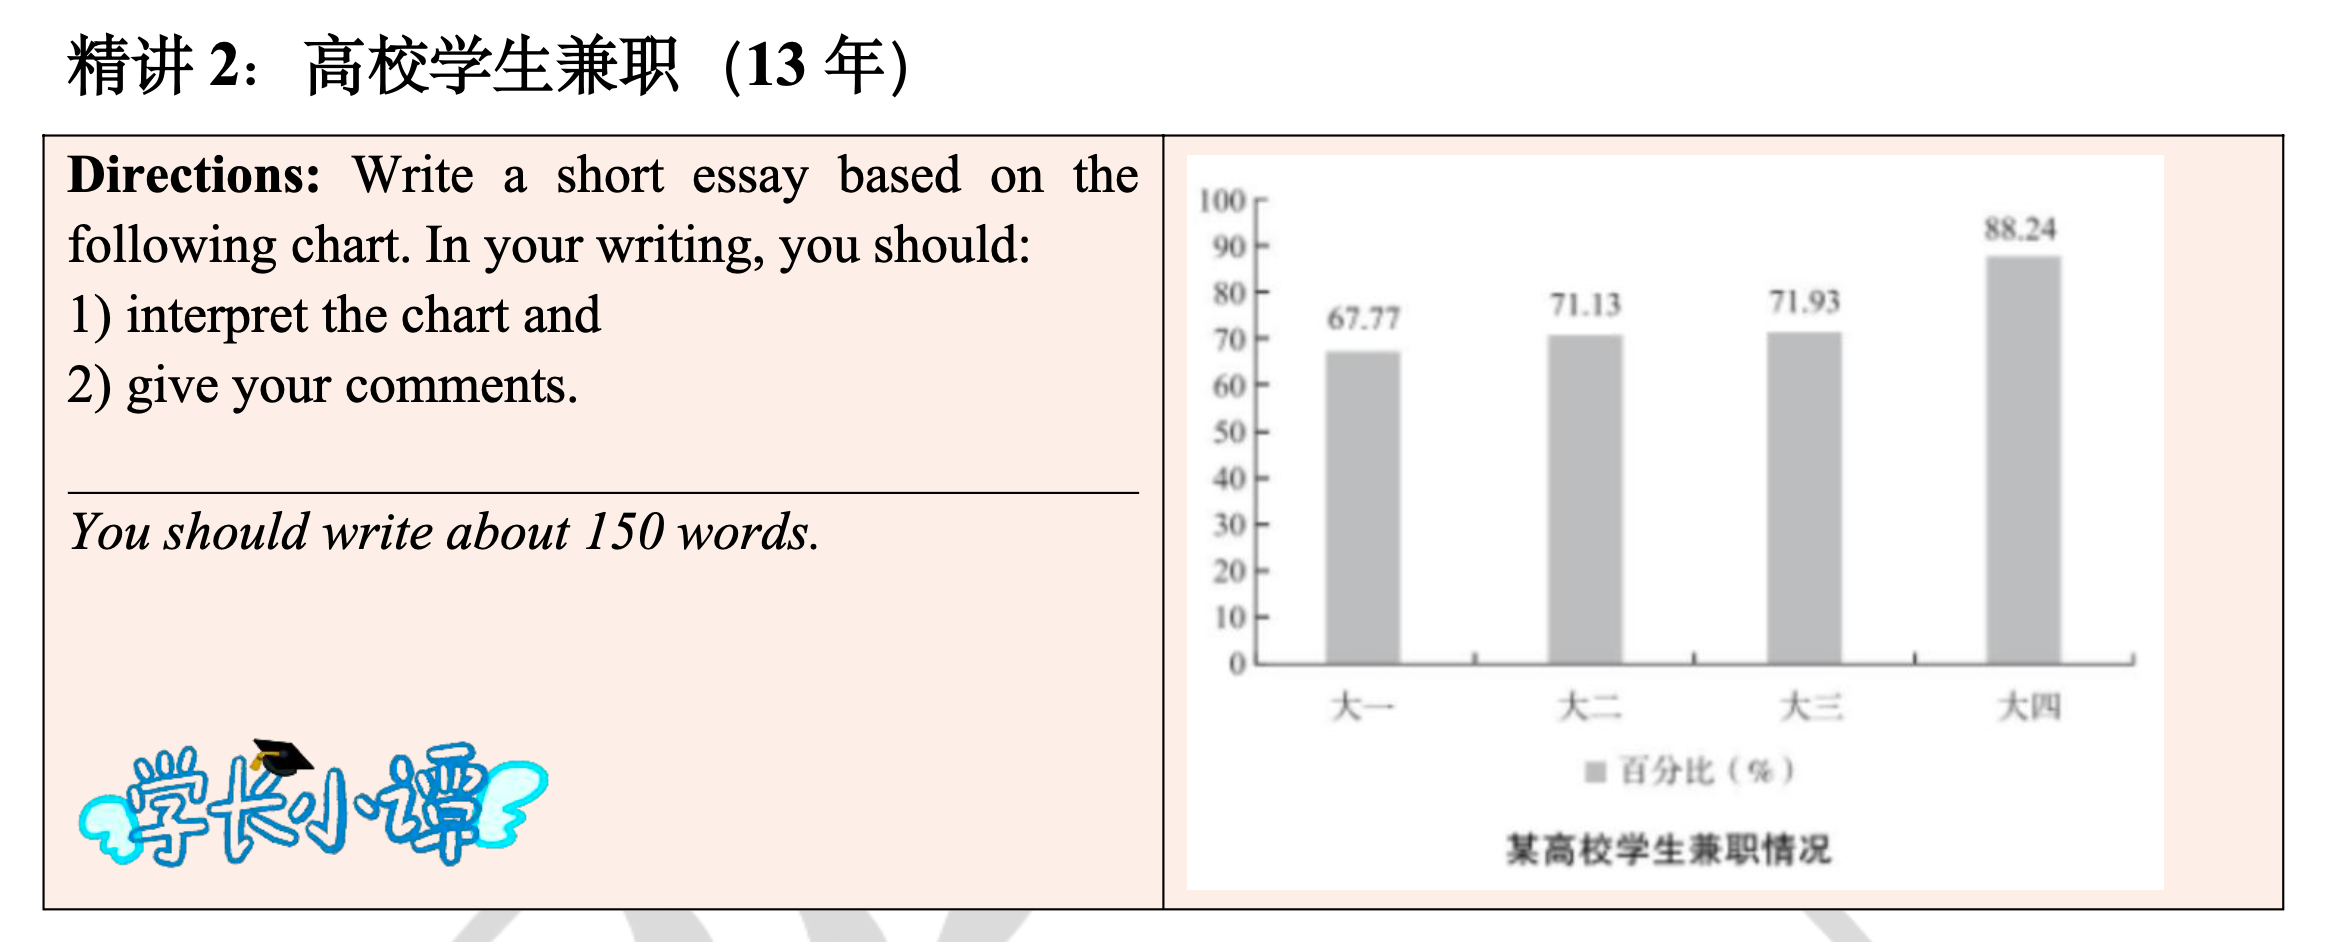 精讲 2：高校学生兼职（13 年）
Directions: Write a short essay based on the
following chart. In your writing, you should:
1) interpret the chart and
2) give your comments.
You should write about 150 words.
学长小谭
100
90
80
70
60
50
40
30
20
10
0
67.77
71.13
71.93
88.24
大一
大二
大三
大四
百分比（%）
某高校学生兼职情况